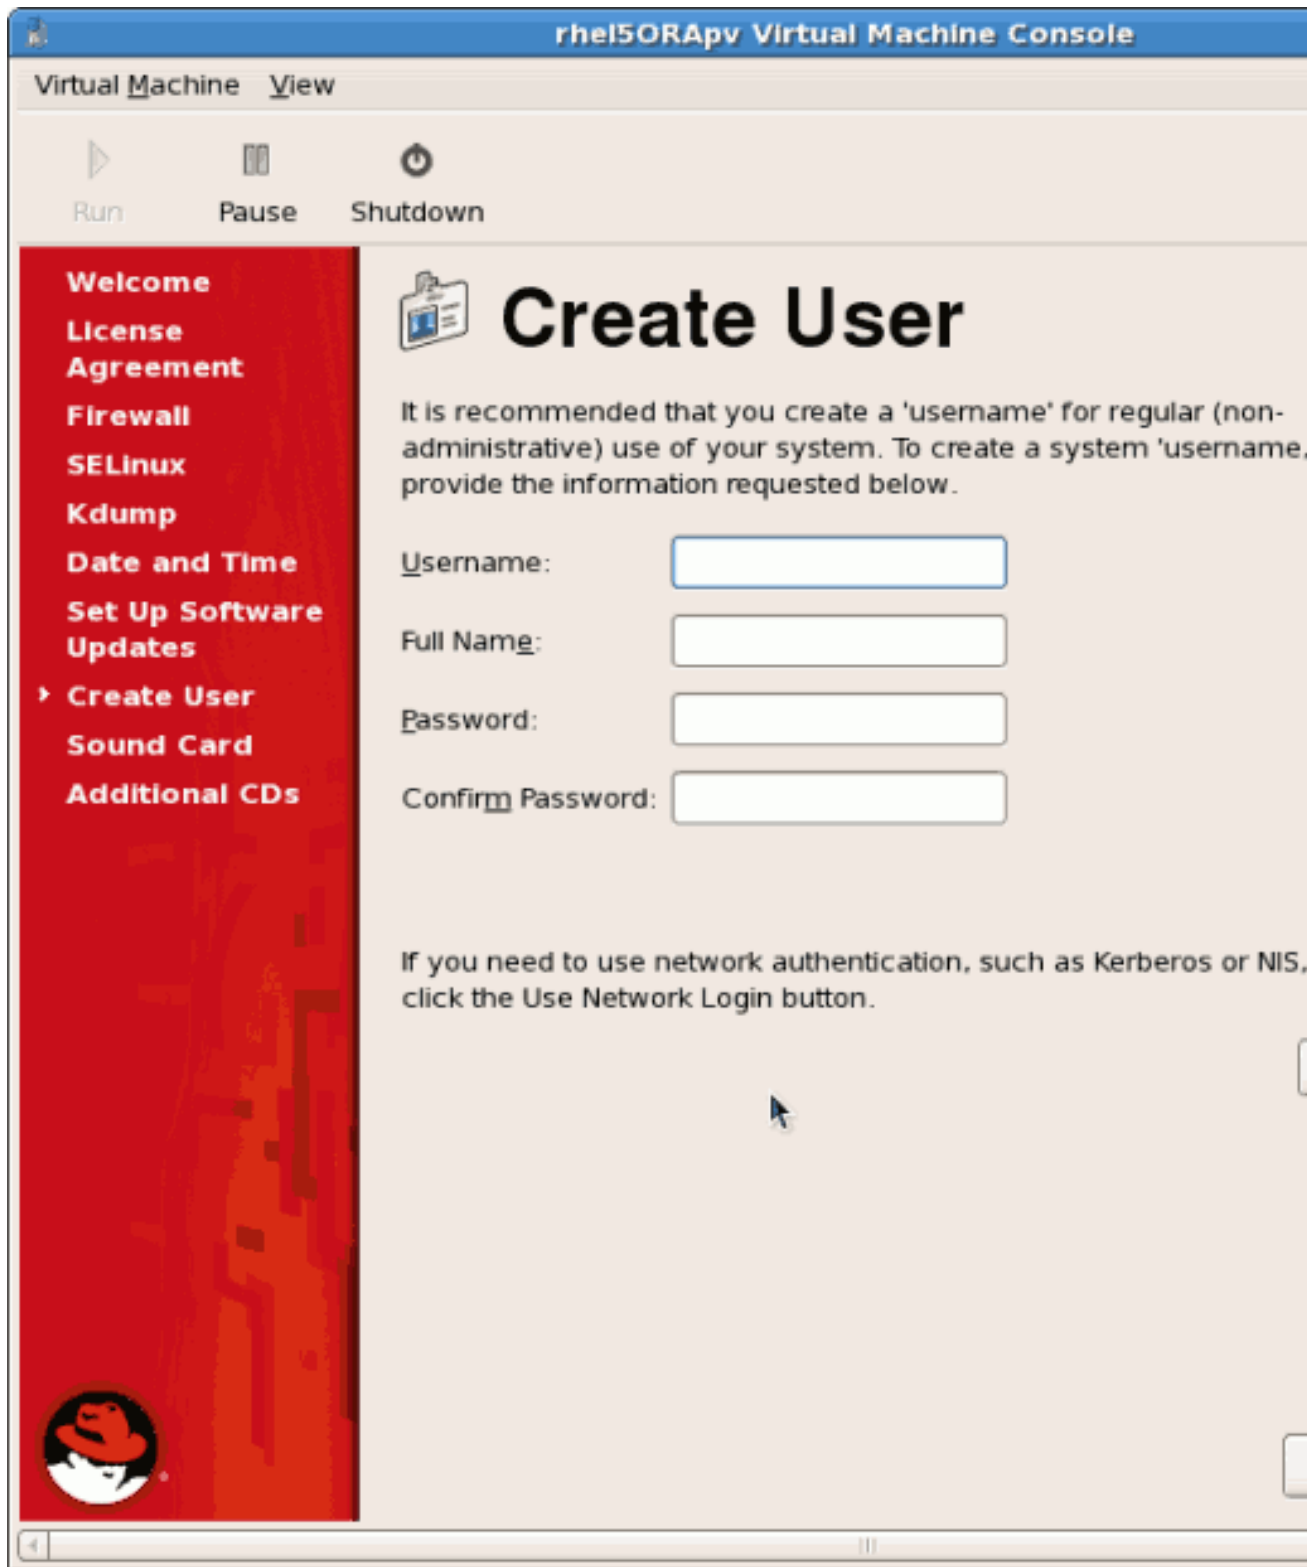 rhel5ORApv Virtual Machine Console
Virtual Machine View
Run Pause Shutdown
Welcome
License
Agreement
Firewall
SELinux
Kdump
Date and Time
Set Up Software
Updates
Create User
Sound Card
Additional CDs
Create User
It is recommended that you create a 'username' for regular (non-
administrative) use of your system. To create a system 'username,
provide the information requested below.
Username:
Full Name:
Password:
Confirm Password:
If you need to use network authentication, such as Kerberos or NIS,
click the Use Network Login button.